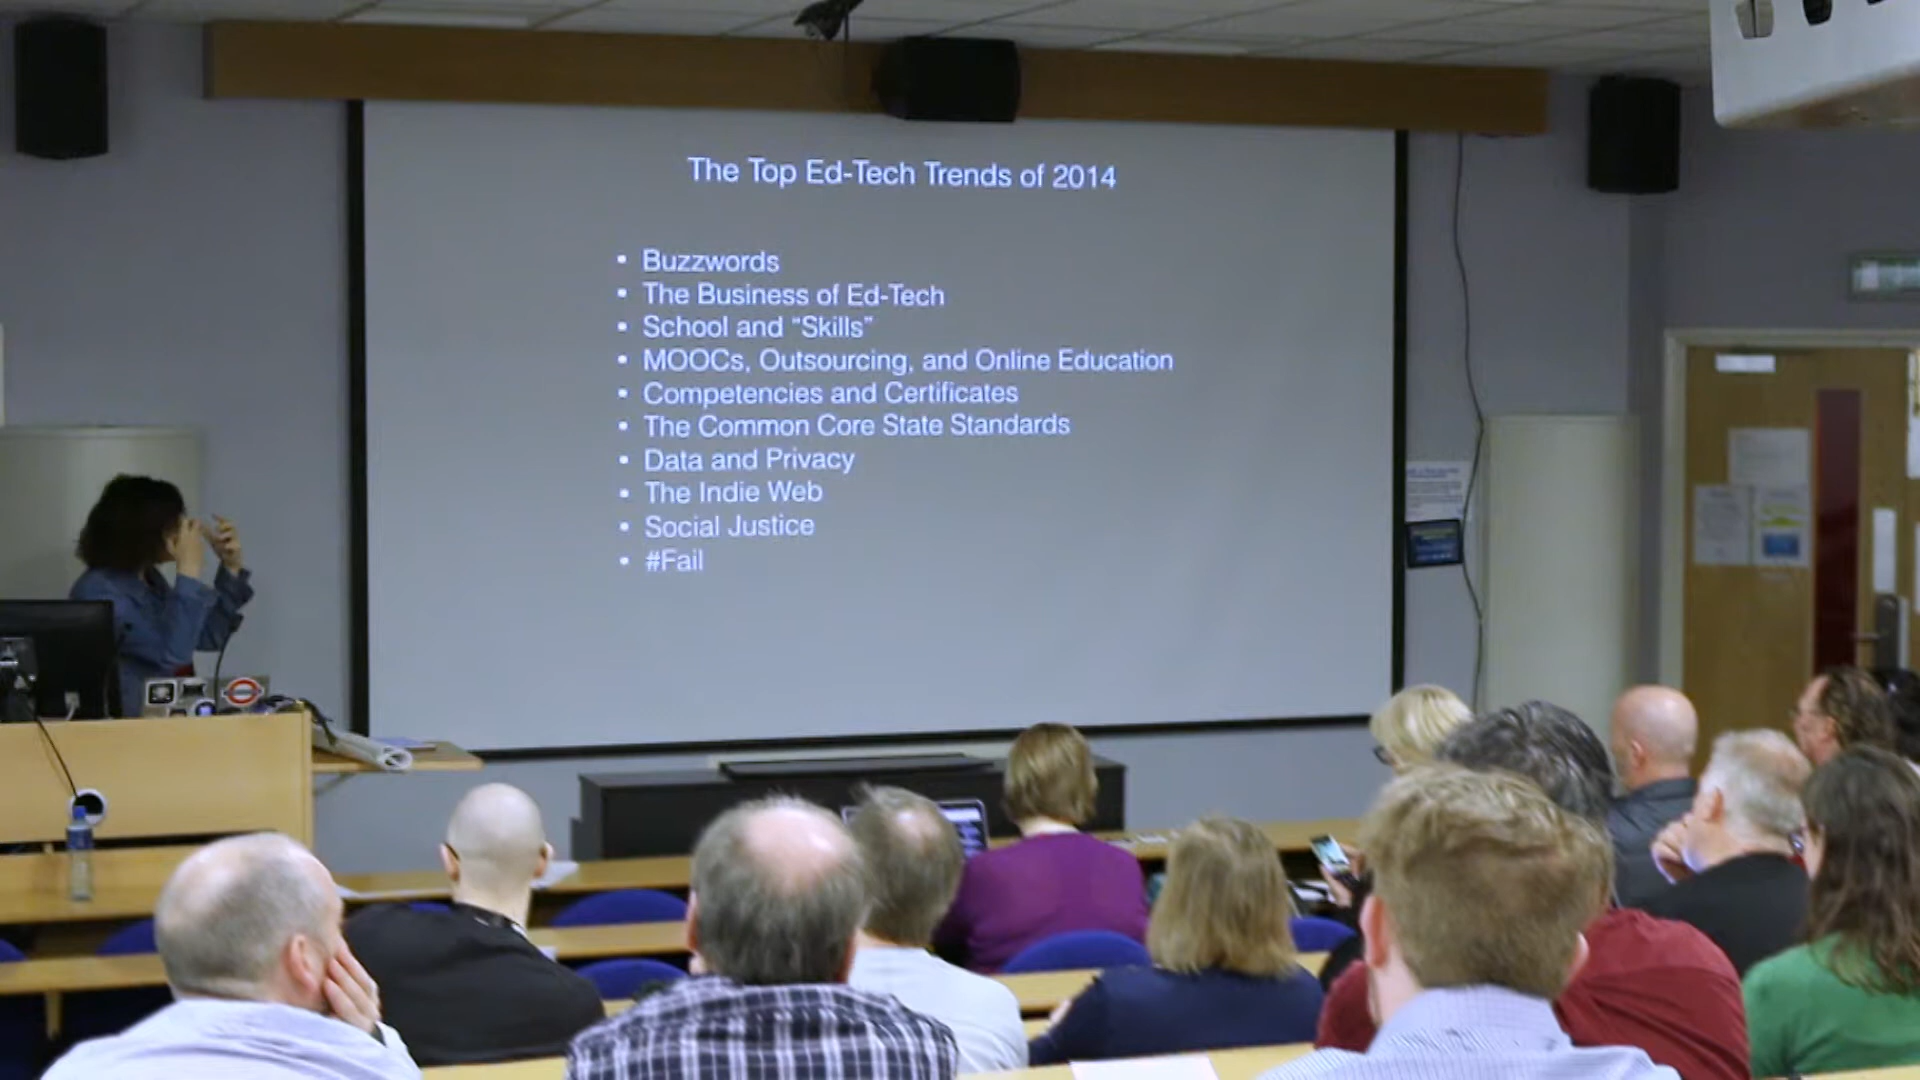 The Top Ed-Tech Trends of 2014
• Buzzwords
• The Business of Ed-Tech
• School and “Skills”
• MOOCs, Outsourcing, and Online Education
• Competencies and Certificates
• The Common Core State Standards
• Data and Privacy
• The Indie Web
• Social Justice
• #Fail